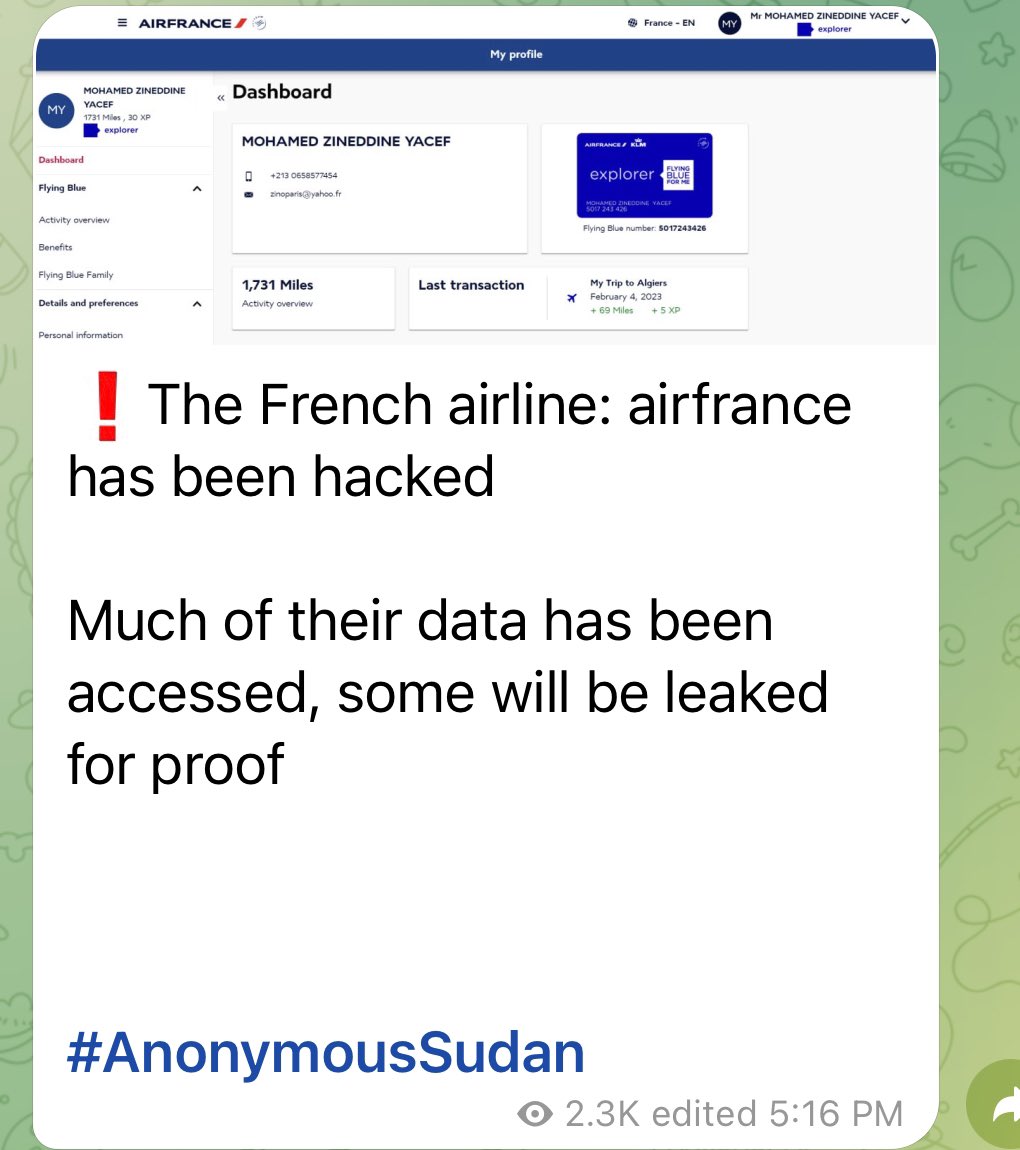 AIRFRANCE
France - EN
MY
Mr MOHAMED ZINEDDINE YACEF
explorer
My profile
MY
MOHAMED ZINEDDINE
YACEF
1731 Miles , 30 XP
explorer
Dashboard
Flying Blue
Activity overview
Benefits
Flying Blue Family
Details and preferences
Personal information
« Dashboard
MOHAMED ZINEDDINE YACEF
+213 0658577454
zinoparis@yahoo.fr
AIRFRANCE KLM
explorer
FLYING
BLUE
FOR ME
MOHAMED ZINEDDINE YACEF
5017 243 426
Flying Blue number: 5017243426
1,731 Miles
Activity overview
Last transaction
My Trip to Algiers
February 4, 2023
+ 69 Miles + 5 XP
❗The French airline: airfrance
has been hacked
Much of their data has been
accessed, some will be leaked
for proof
#AnonymousSudan
2.3K edited 5:16 PM